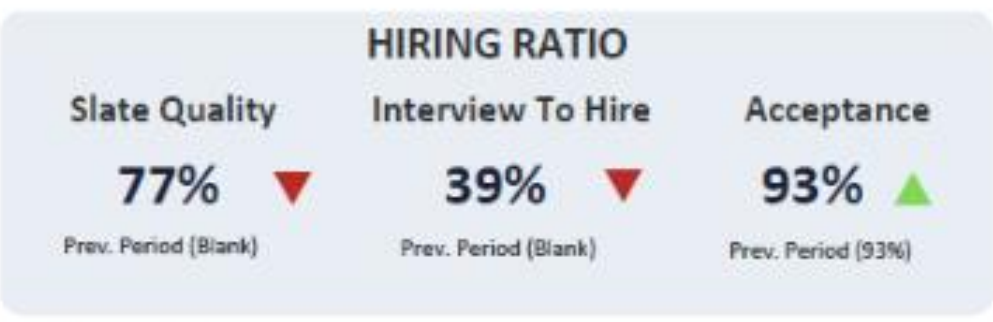 HIRING RATIO
Slate Quality
Interview To Hire
Acceptance
77%
39%
93%
Prev. Period (Blank)
Prev. Period (Blank)
Prev. Period (93%)